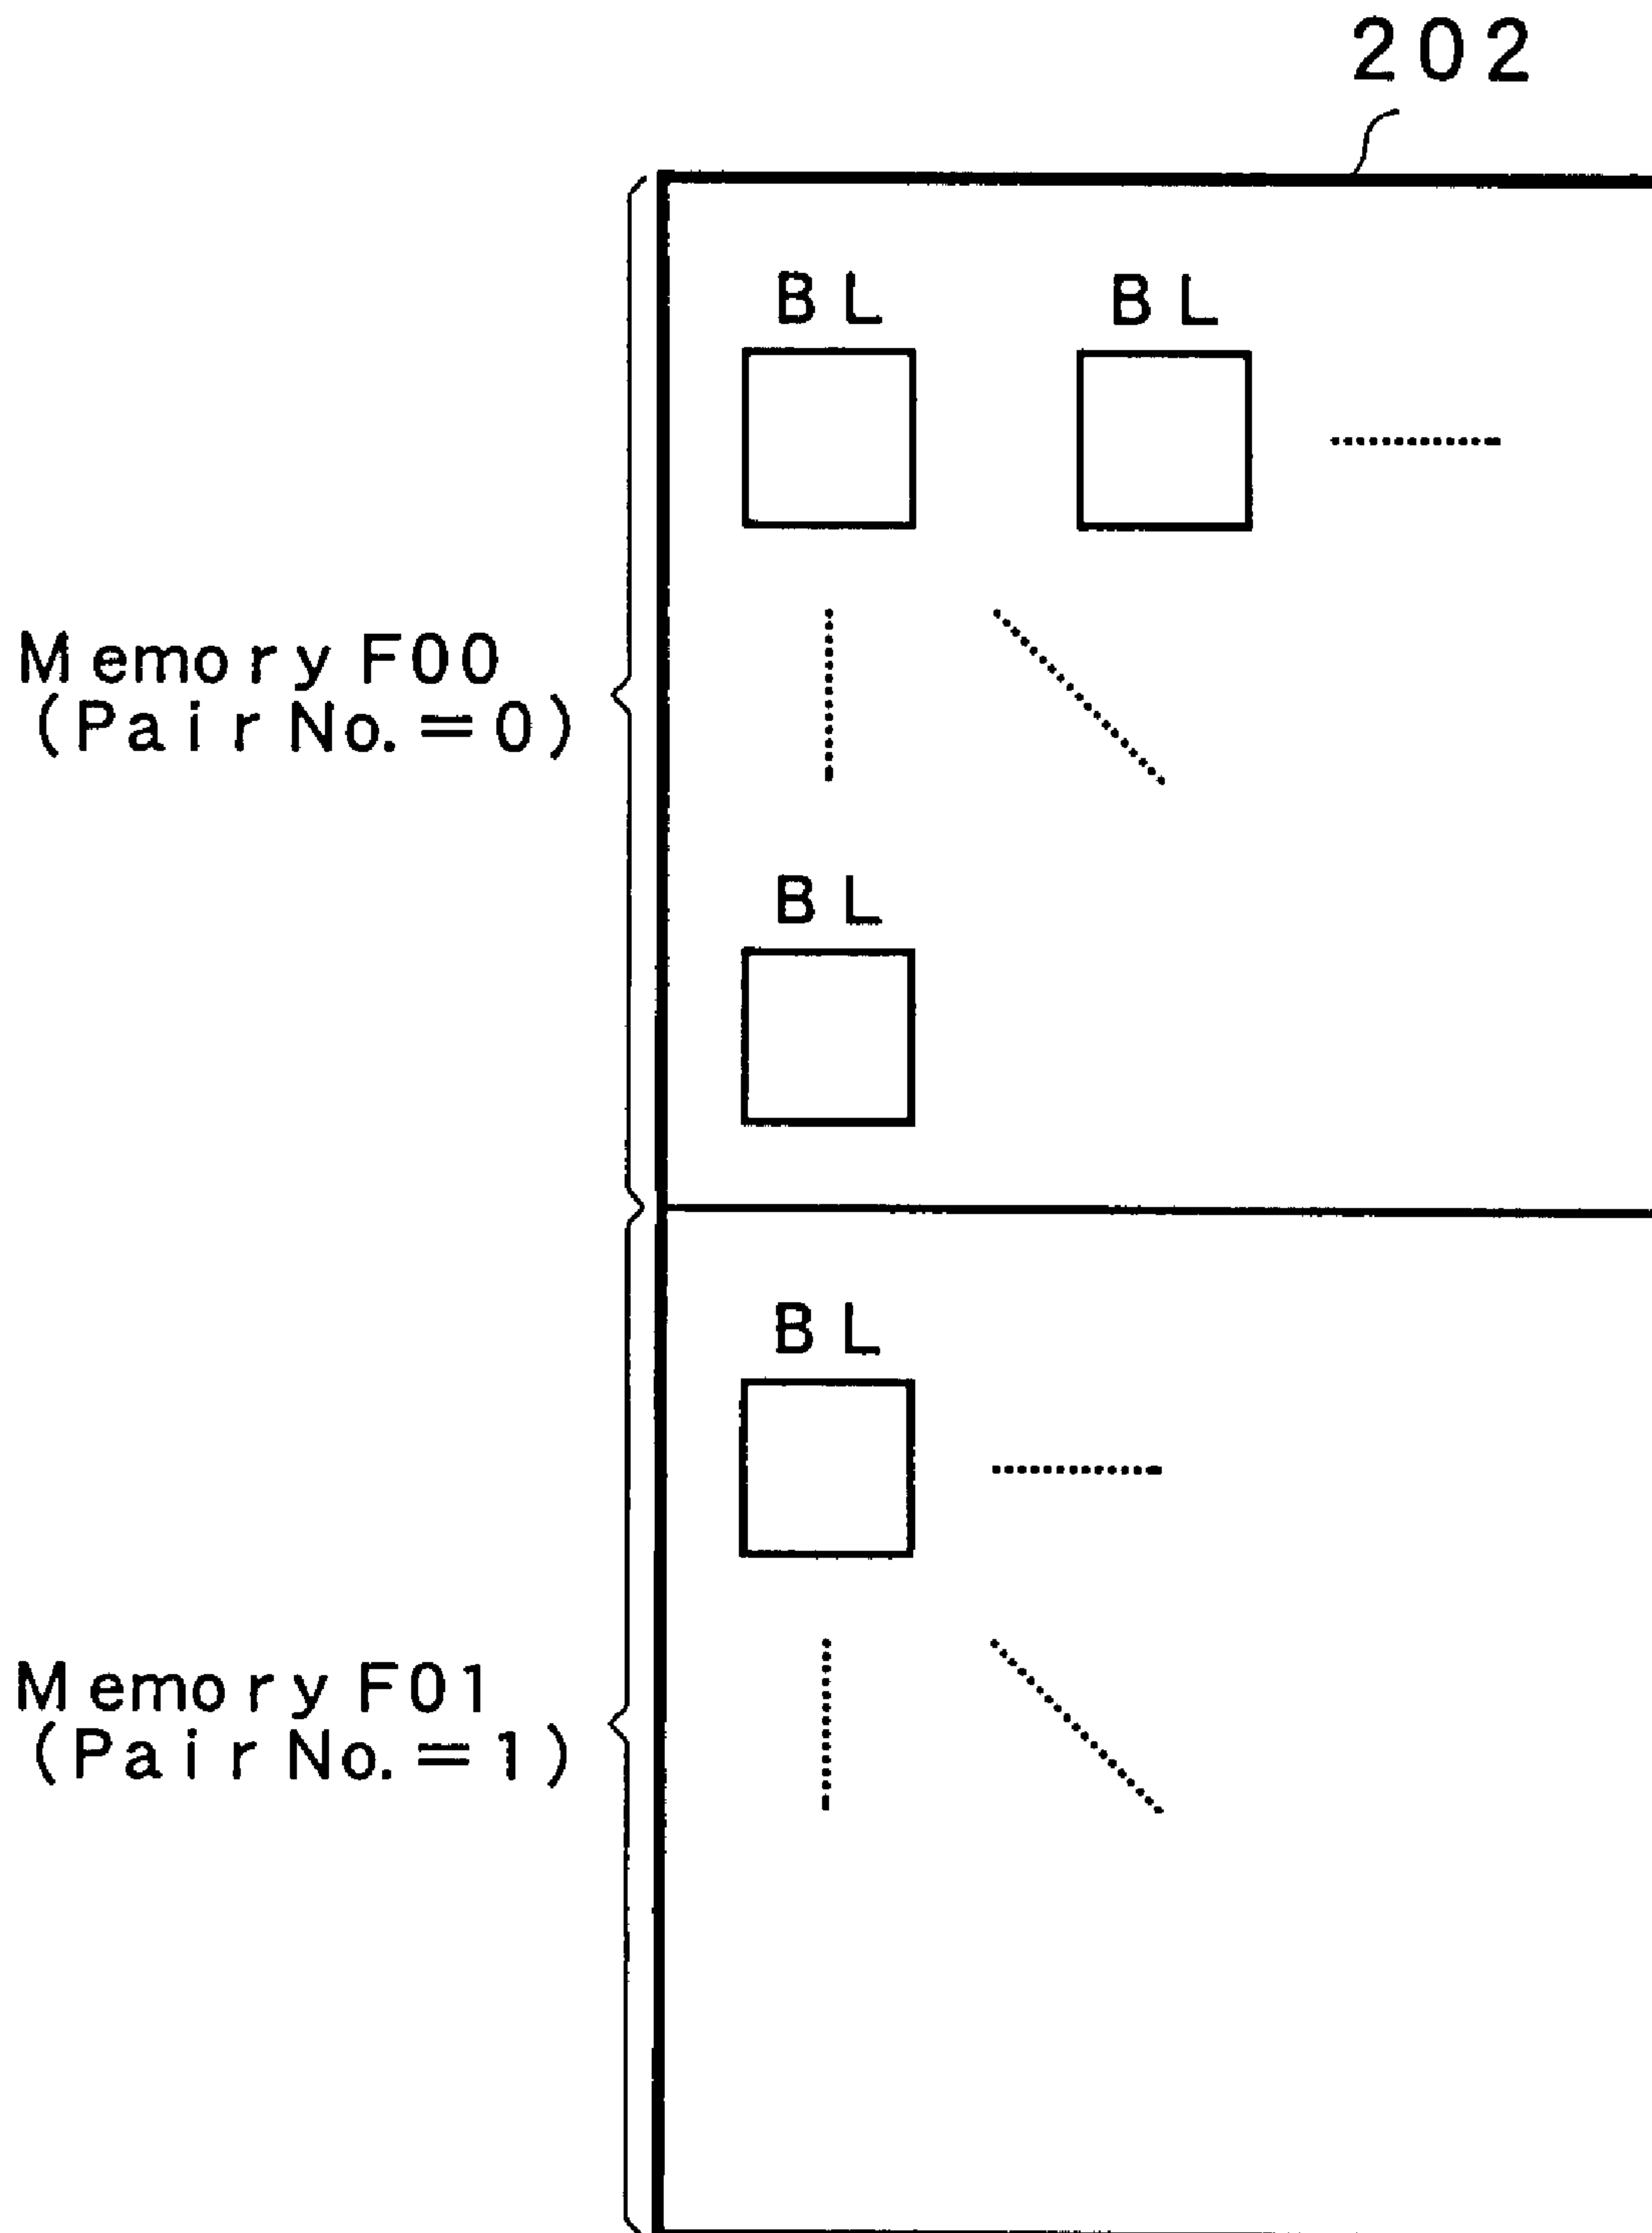 202
BL BL
Memory F00
(Pair No.=0)
BL
BL
Memory F01
(Pair No.=1)